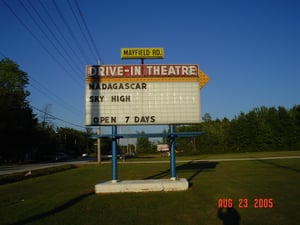 MAYFIELD RD.
DRIVE-IN THEATRE
MADAGASCAR
SKY HIGH
OPEN 7 DAYS
AUG 23 2005